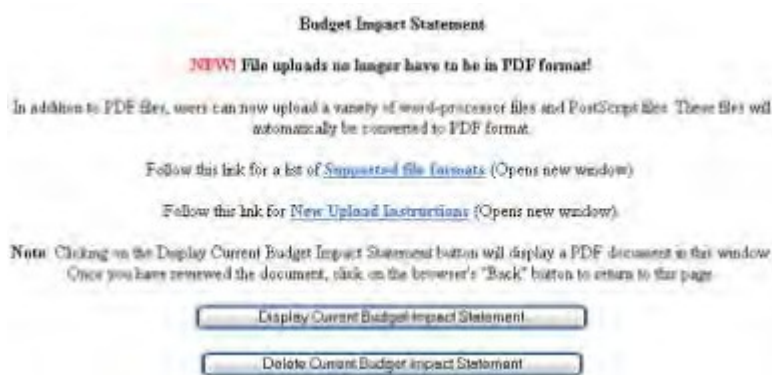 Budget Impact Statement
NEW! File uploads no longer have to be in PDF format!
In addition to PDF files, users can now upload a variety of word-processor files and PostScript files. These files will
automatically be converted to PDF format.
Follow this link for a list of Supported file formats (Opens new window)
Follow this link for New Upload Instructions (Opens new window)
Note: Clicking on the Display Current Budget Impact Statement button will display a PDF document in this window
Once you have reviewed the document, click on the browser's "Back" button to return to this page
Display Current Budget Impact Statement
Delete Current Budget Impact Statement